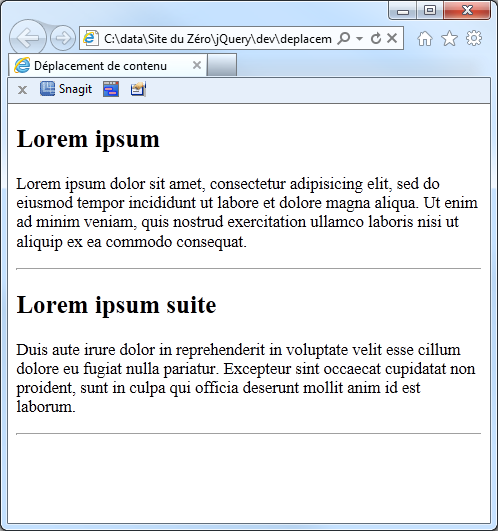 C:\data\Site du Zéro\jQuery\dev\deplacem
Déplacement de contenu
Snagit
Lorem ipsum
Lorem ipsum dolor sit amet, consectetur adipisicing elit, sed do
eiusmod tempor incididunt ut labore et dolore magna aliqua. Ut enim
ad minim veniam, quis nostrud exercitation ullamco laboris nisi ut
aliquip ex ea commodo consequat.
Lorem ipsum suite
Duis aute irure dolor in reprehenderit in voluptate velit esse cillum
dolore eu fugiat nulla pariatur. Excepteur sint occaecat cupidatat non
proident, sunt in culpa qui officia deserunt mollit anim id est
laborum.